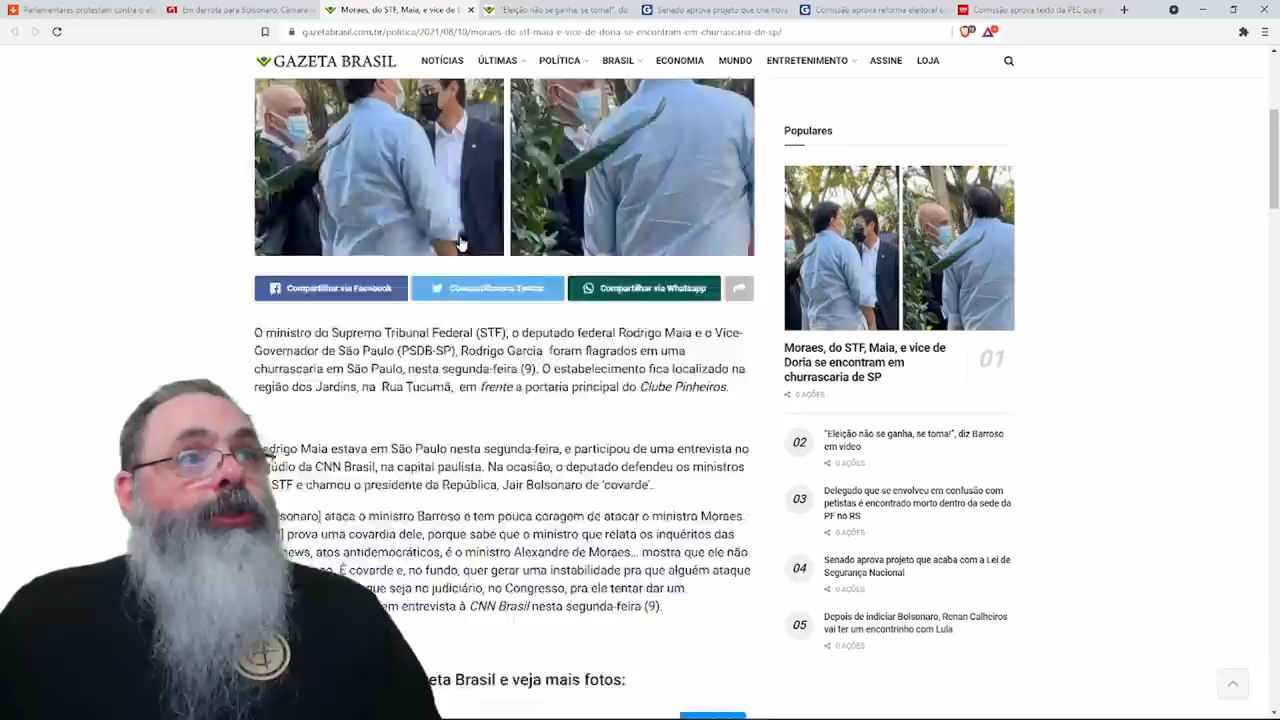 Parlamentares protestam contra o ato
Em derrota para Bolsonaro, Câmara
Moraes, do STF, Maia, e vice de D
"Eleição não se ganha, se toma!", di
Senado aprova projeto que cria nova
Comissão aprova reforma eleitoral
Comissão aprova texto da PEC que
gazetabrasil.com.br/politica/2021/08/10/moraes-do-stf-maia-e-vice-de-doria-se-encontram-em-churrascaria-de-sp/
GAZETA BRASIL
NOTÍCIAS
ÚLTIMAS
POLÍTICA
BRASIL
ECONOMIA
MUNDO
ENTRETENIMENTO
ASSINE
LOJA
Compartilhar via Facebook
Compartilhar Twitter
Compartilhar via Whatsapp
O ministro do Supremo Tribunal Federal (STF), o deputado federal Rodrigo Maia e o Vice-
Governador de São Paulo (PSDB-SP), Rodrigo Garcia foram flagrados em uma
churrascaria em São Paulo, nesta segunda-feira (9). O estabelecimento fica localizado na
região dos Jardins, na Rua Tucumã, em frente a portaria principal do Clube Pinheiros.
drigo Maia estava em São Paulo nesta segunda-feira, e participou de uma entrevista no
údio da CNN Brasil, na capital paulista. Na ocasião, o deputado defendeu os ministros
STF e chamou o presidente da República, Jair Bolsonaro de 'covarde'.
sonaro] ataca o ministro Barroso e tem pouca coragem de atacar o ministro Moraes.
] prova uma covardia dele, porque sabe que o ministro que relata os inquéritos das
news, atos antidemocráticos, é o ministro Alexandre de Moraes... mostra que ele não
no. É covarde e, no fundo, quer gerar uma instabilidade pra que alguém ataque
que seja no judiciário, no Congresso, pra ele tentar dar um
em entrevista à CNN Brasil nesta segunda-feira (9).
eta Brasil e veja mais fotos:
Populares
Moraes, do STF, Maia, e vice de
Doria se encontram em
churrascaria de SP
01
0 AÇÕES
02
"Eleição não se ganha, se toma!", diz Barroso
em vídeo
0 AÇÕES
03
Delegado que se envolveu em confusão com
petistas é encontrado morto dentro da sede da
PF no RS
0 AÇÕES
04
Senado aprova projeto que acaba com a Lei de
Segurança Nacional
0 AÇÕES
05
Depois de indiciar Bolsonaro, Renan Calheiros
vai ter um encontrinho com Lula
0 AÇÕES